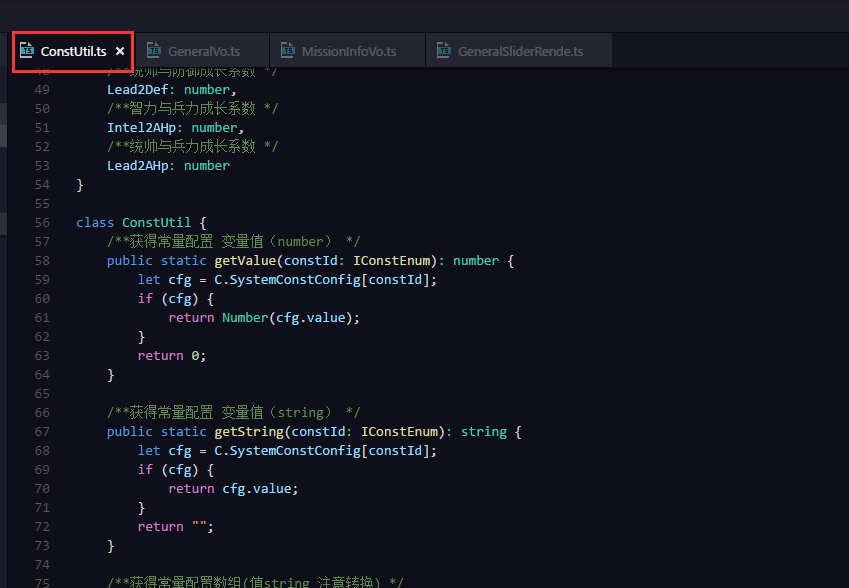 ConstUtil.ts × GeneralVo.ts MissionInfoVo.ts GeneralSliderRende.ts
48 /**统帅与防御成长系数 */
49 Lead2Def: number,
50 /**智力与兵力成长系数 */
51 Intel2AHp: number,
52 /**统帅与兵力成长系数 */
53 Lead2AHp: number
54 }
55
56 class ConstUtil {
57 /**获得常量配置 变量值（number） */
58 public static getValue(constId: IConstEnum): number {
59 let cfg = C.SystemConstConfig[constId];
60 if (cfg) {
61 return Number(cfg.value);
62 }
63 return 0;
64 }
65
66 /**获得常量配置 变量值（string） */
67 public static getString(constId: IConstEnum): string {
68 let cfg = C.SystemConstConfig[constId];
69 if (cfg) {
70 return cfg.value;
71 }
72 return "";
73 }
74
75 /**获得常量配置数组(值string 注意转换) */